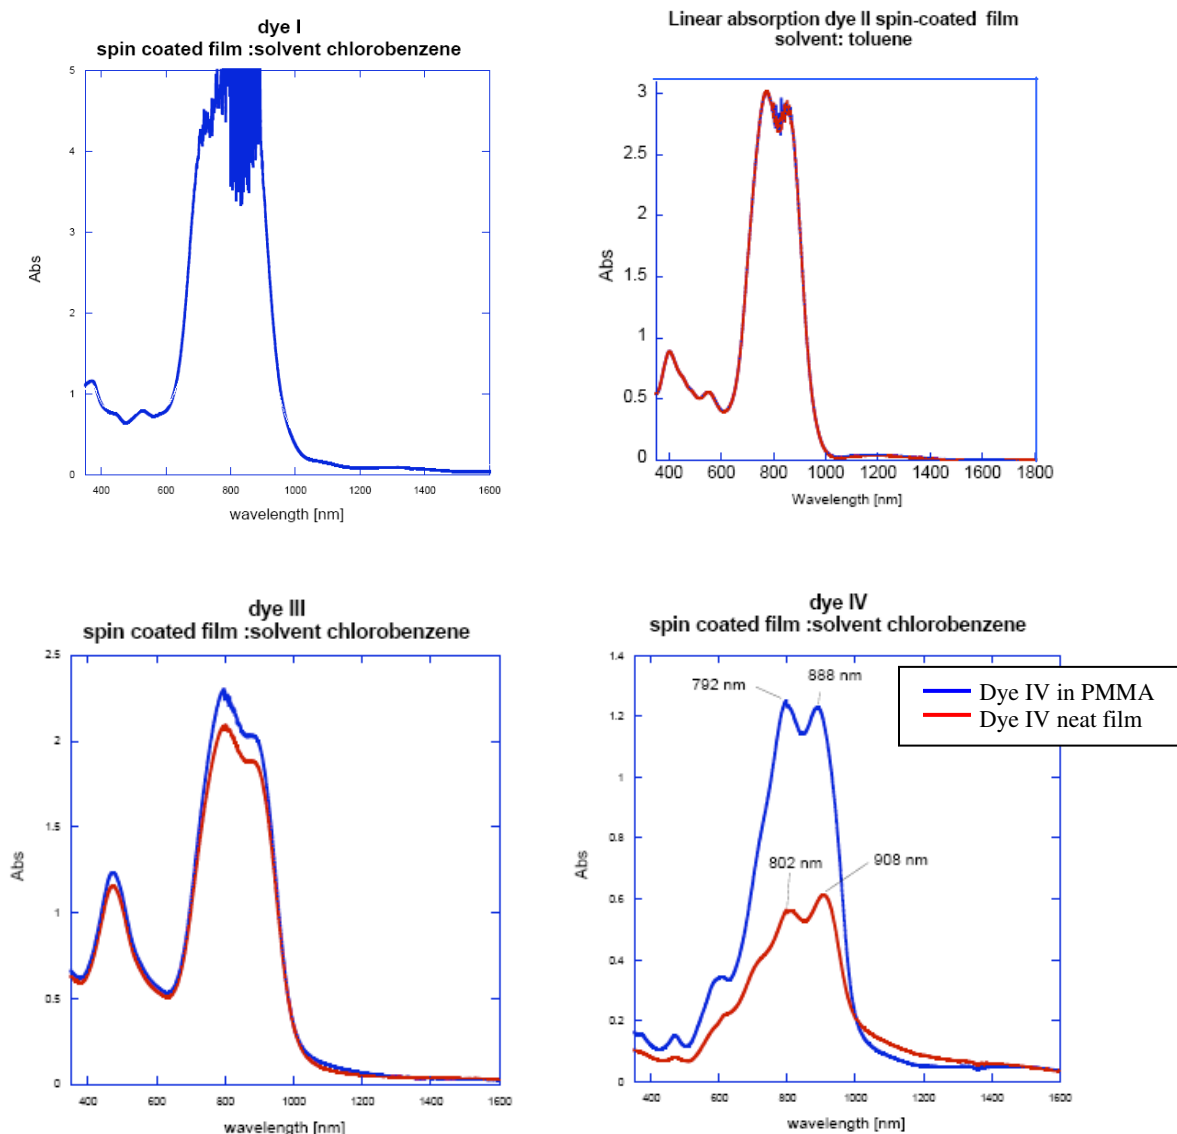 dye I
spin coated film :solvent chlorobenzene
5
4
3
2
1
0
Abs
400 600 800 1000 1200 1400 1600
wavelength [nm]
Linear absorption dye II spin-coated film
solvent: toluene
3
2.5
2
1.5
1
0.5
0
Abs
400 600 800 1000 1200 1400 1600 1800
Wavelength [nm]
dye III
spin coated film :solvent chlorobenzene
2.5
2
1.5
1
0.5
0
Abs
400 600 800 1000 1200 1400 1600
wavelength [nm]
dye IV
spin coated film :solvent chlorobenzene
1.4
1.2
1
0.8
0.6
0.4
0.2
0
Abs
792 nm
888 nm
802 nm
908 nm
Dye IV in PMMA
Dye IV neat film
400 600 800 1000 1200 1400 1600
wavelength [nm]